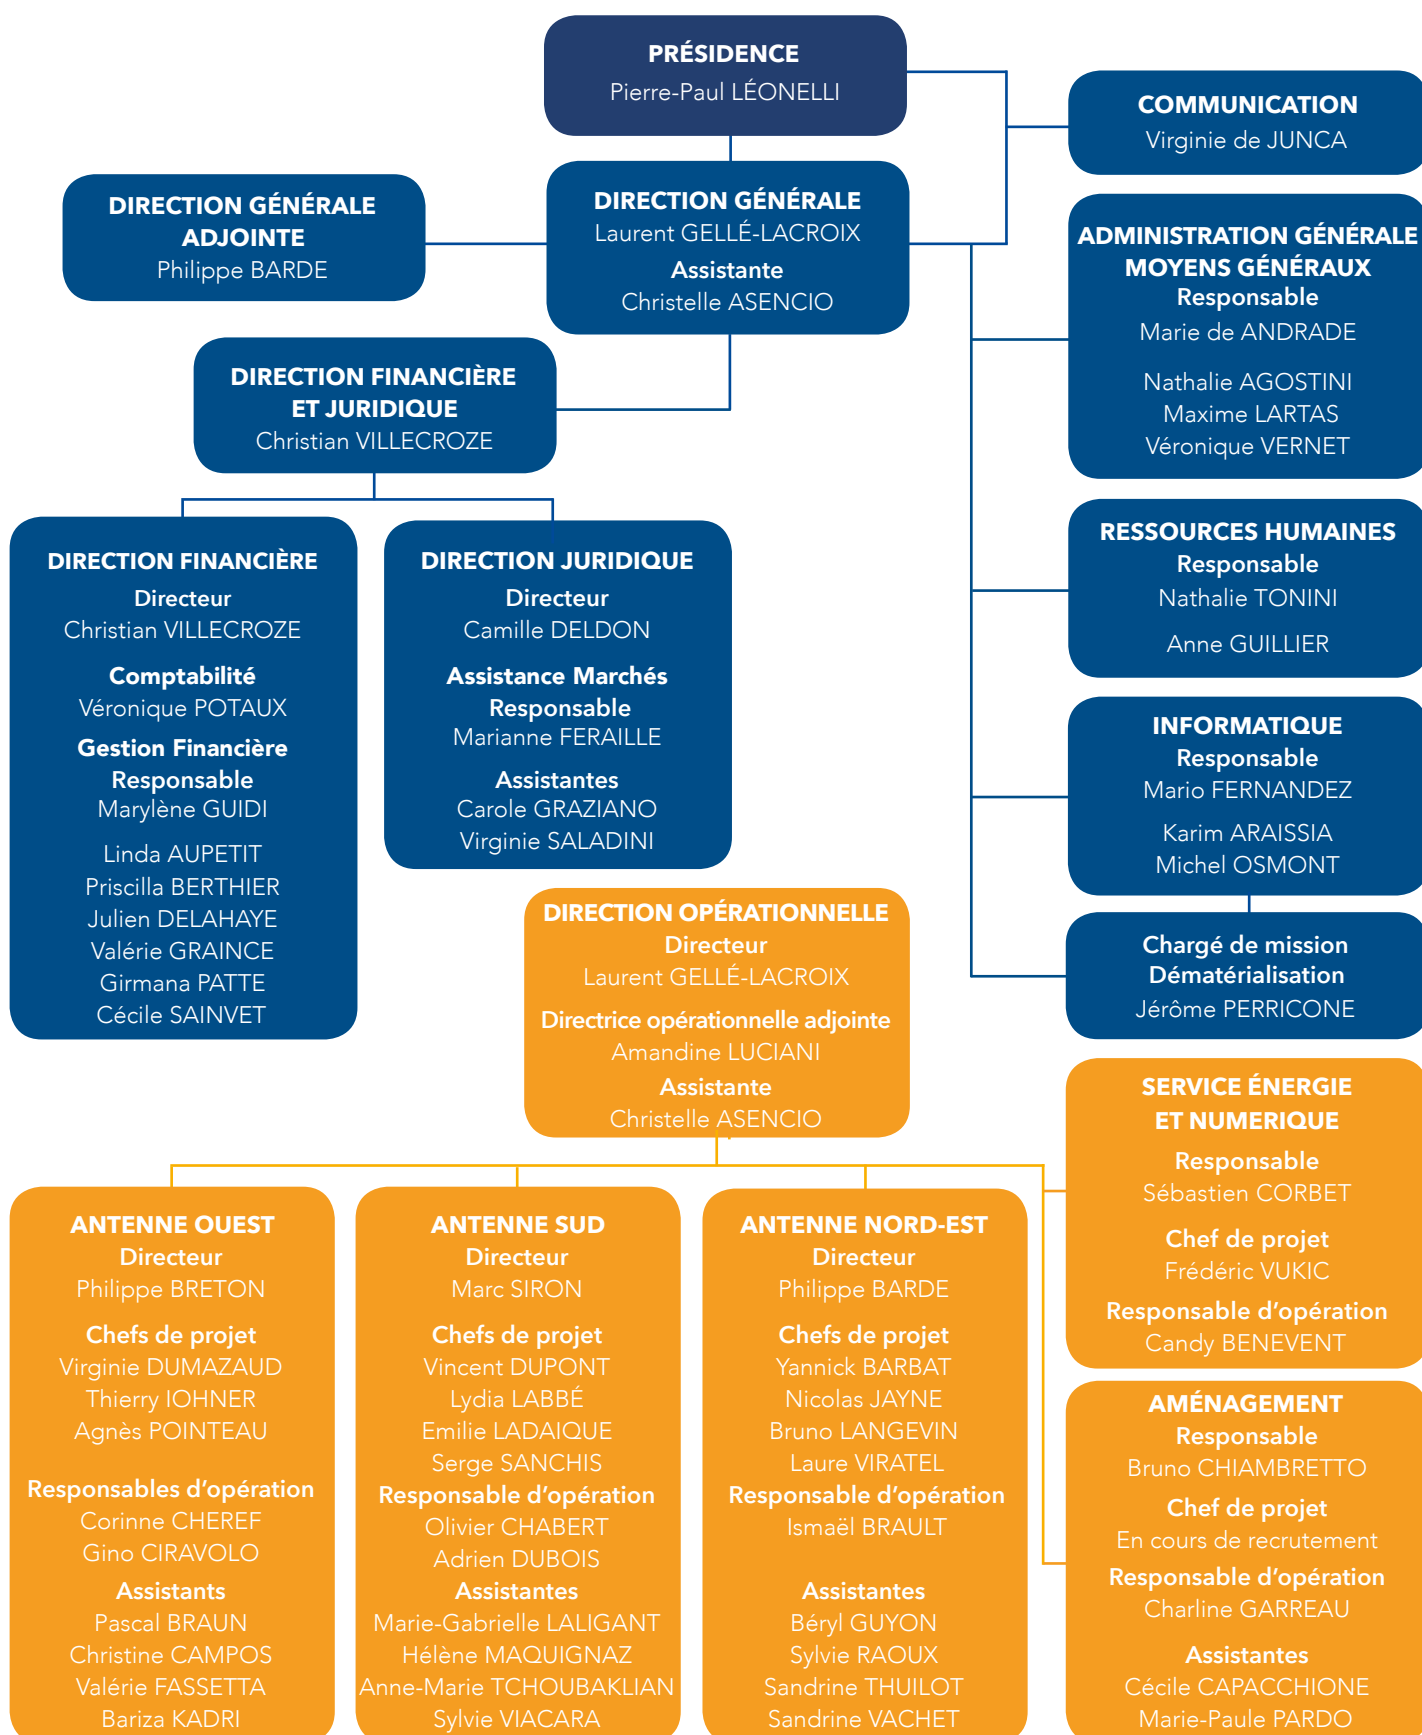 PRÉSIDENCE
Pierre-Paul LÉONELLI
COMMUNICATION
Virginie de JUNCA
DIRECTION GÉNÉRALE
ADJOINTE
Philippe BARDE
DIRECTION GÉNÉRALE
Laurent GELLÉ-LACROIX
Assistante
Christelle ASENCIO
ADMINISTRATION GÉNÉRALE
MOYENS GÉNÉRAUX
Responsable
Marie de ANDRADE
Nathalie AGOSTINI
Maxime LARTAS
Véronique VERNET
DIRECTION FINANCIÈRE
ET JURIDIQUE
Christian VILLECROZE
RESSOURCES HUMAINES
Responsable
Nathalie TONINI
Anne GUILLIER
DIRECTION FINANCIÈRE
Directeur
Christian VILLECROZE
Comptabilité
Véronique POTAUX
Gestion Financière
Responsable
Marylène GUIDI
Linda AUPETIT
Priscilla BERTHIER
Julien DELAHAYE
Valérie GRAINCE
Girmana PATTE
Cécile SAINVET
DIRECTION JURIDIQUE
Directeur
Camille DELDON
Assistance Marchés
Responsable
Marianne FERAILLE
Assistantes
Carole GRAZIANO
Virginie SALADINI
INFORMATIQUE
Responsable
Mario FERNANDEZ
Karim ARAISSIA
Michel OSMONT
Chargé de mission
Dématérialisation
Jérôme PERRICONE
DIRECTION OPÉRATIONNELLE
Directeur
Laurent GELLÉ-LACROIX
Directrice opérationnelle adjointe
Amandine LUCIANI
Assistante
Christelle ASENCIO
SERVICE ÉNERGIE
ET NUMERIQUE
Responsable
Sébastien CORBET
Chef de projet
Frédéric VUKIC
Responsable d'opération
Candy BENEVENT
ANTENNE OUEST
Directeur
Philippe BRETON
Chefs de projet
Virginie DUMAZAUD
Thierry IOHNER
Agnès POINTEAU
Responsables d'opération
Corinne CHEREF
Gino CIRAVOLO
Assistants
Pascal BRAUN
Christine CAMPOS
Valérie FASSETTA
Bariza KADRI
ANTENNE SUD
Directeur
Marc SIRON
Chefs de projet
Vincent DUPONT
Lydia LABBÉ
Emilie LADAIQUE
Serge SANCHIS
Responsable d'opération
Olivier CHABERT
Adrien DUBOIS
Assistantes
Marie-Gabrielle LALIGANT
Hélène MAQUIGNAZ
Anne-Marie TCHOUBAKLIAN
Sylvie VIACARA
ANTENNE NORD-EST
Directeur
Philippe BARDE
Chefs de projet
Yannick BARBAT
Nicolas JAYNE
Bruno LANGEVIN
Laure VIRATEL
Responsable d'opération
Ismaël BRAULT
Assistantes
Béryl GUYON
Sylvie RAOUX
Sandrine THUILOT
Sandrine VACHET
AMÉNAGEMENT
Responsable
Bruno CHIAMBRETTO
Chef de projet
En cours de recrutement
Responsable d'opération
Charline GARREAU
Assistantes
Cécile CAPACCHIONE
Marie-Paule PARDO